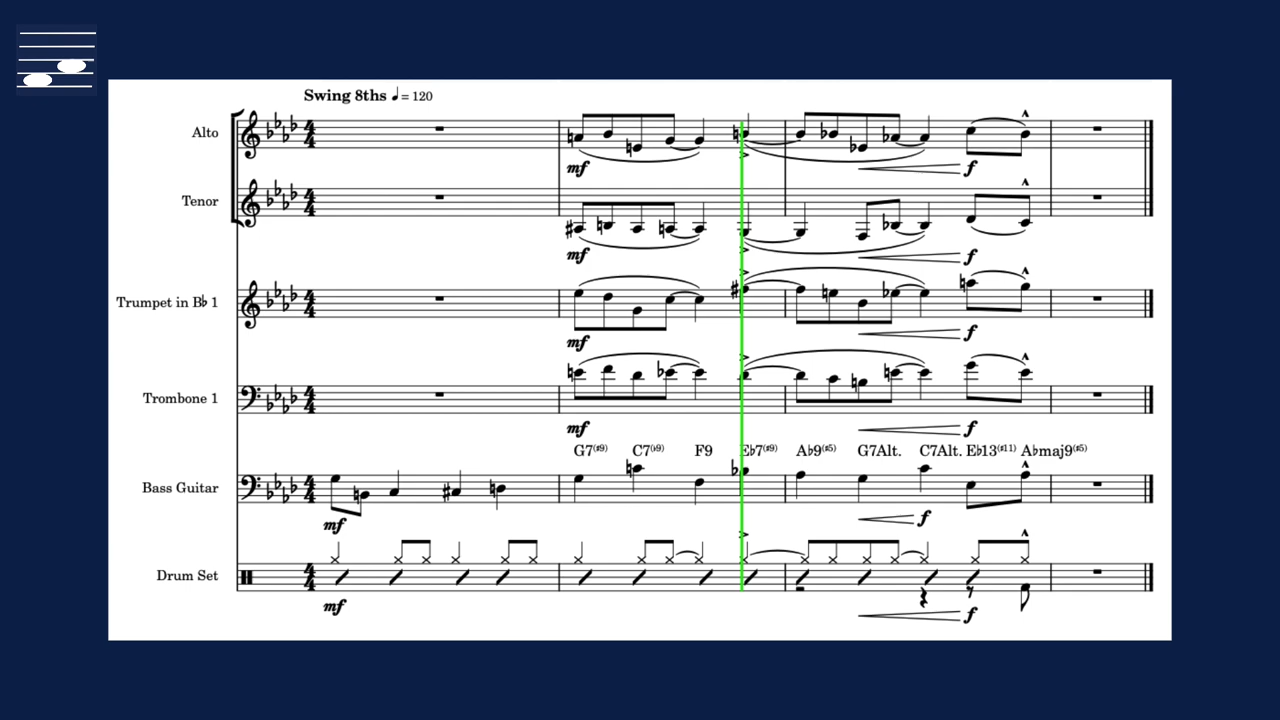 Swing 8ths ♩ = 120
Alto
mf
f
Tenor
mf
f
Trumpet in B♭ 1
mf
f
Trombone 1
mf
f
G7(♯9) C7(♭9) F9 E♭7(♯9) A♭9(♯5) G7Alt. C7Alt. E♭13(♯11) A♭maj9(♯5)
Bass Guitar
mf
f
Drum Set
mf
f